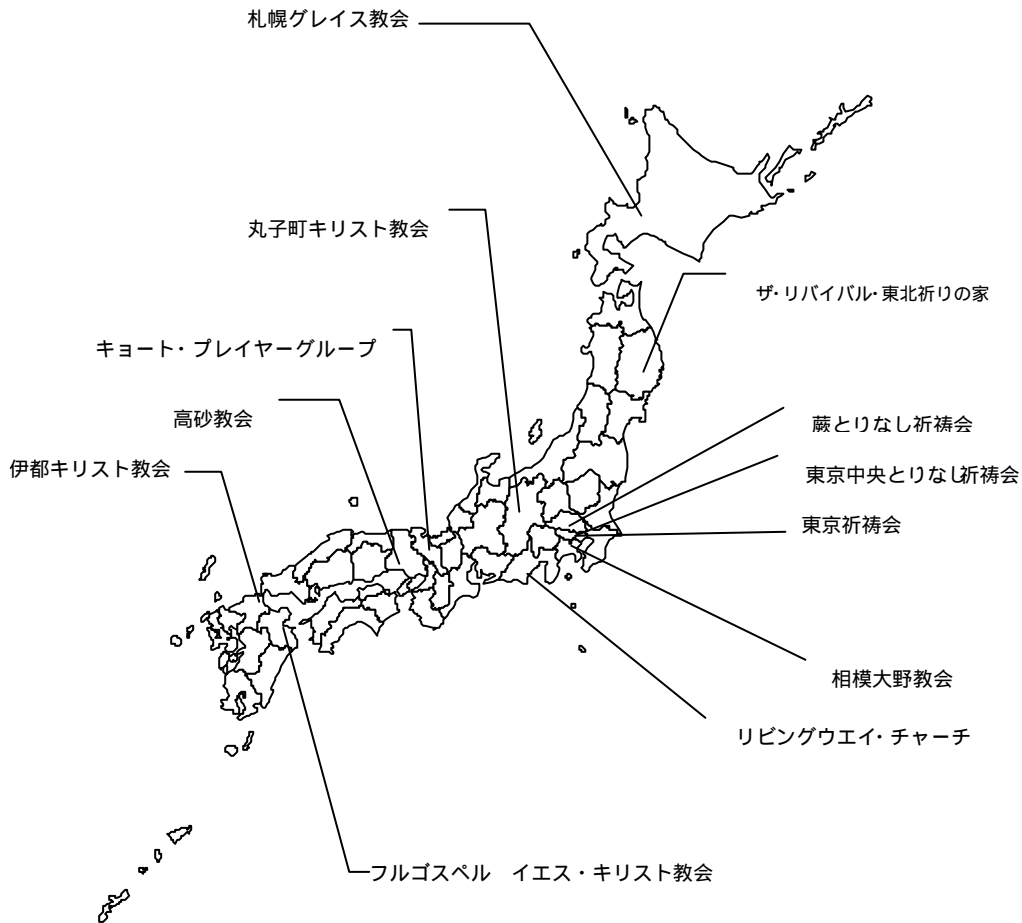 札幌グレイス教会
丸子町キリスト教会
ザ・リバイバル・東北祈りの家
キョート・プレイヤーグループ
高砂教会
蕨とりなし祈祷会
伊都キリスト教会
東京中央とりなし祈祷会
東京祈祷会
相模大野教会
リビングウエイ・チャーチ
フルゴスペル　イエス・キリスト教会